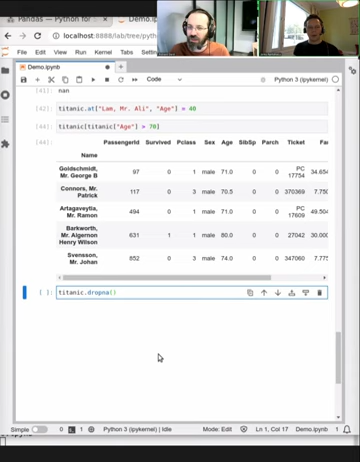 Pandas — Python for
Demo.ip
localhost:8888/lab/tree/pyth
File Edit View Run Kernel Tabs Settings
Demo.ipynb
Code
Python 3 (ipykernel)
[41]: nan
[42]: titanic.at["Lam, Mr. Ali", "Age"] = 40
[44]: titanic[titanic["Age"] > 70]
[44]: PassengerId Survived Pclass Sex Age SibSp Parch Ticket Far
Name
Goldschmidt, Mr. George B 97 0 1 male 71.0 0 0 PC 17754 34.654
Connors, Mr. Patrick 117 0 3 male 70.5 0 0 370369 7.750
Artagaveytia, Mr. Ramon 494 0 1 male 71.0 0 0 PC 17609 49.504
Barkworth, Mr. Algernon Henry Wilson 631 1 1 male 80.0 0 0 27042 30.000
Svensson, Mr. Johan 852 0 3 male 74.0 0 0 347060 7.775
[ ]: titanic.dropna()
Simple 0 1 Python 3 (ipykernel) | Idle Mode: Edit Ln 1, Col 17 Demo.ipynb 1